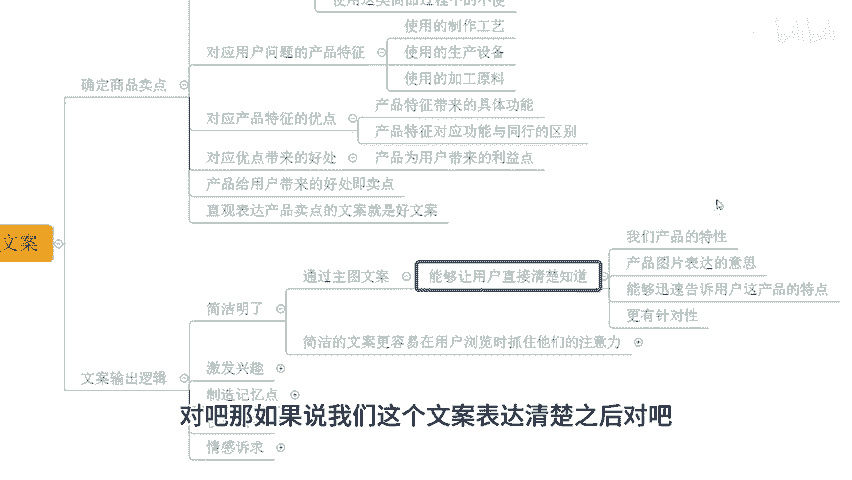 使用这类商品过程中的不便
使用的制作工艺
对应用户问题的产品特征
使用的生产设备
使用的加工原料
确定商品卖点
产品特征带来的具体功能
对应产品特征的优点
产品特征对应功能与同行的区别
对应优点带来的好处
产品为用户带来的利益点
产品给用户带来的好处即卖点
直观表达产品卖点的文案就是好文案
文案
我们产品的特性
产品图片表达的意思
通过主图文案
能够让用户直接清楚知道
能够迅速告诉用户这产品的特点
更有针对性
简洁明了
简洁的文案更容易在用户浏览时抓住他们的注意力
激发兴趣
文案输出逻辑
制造记忆点
对吧那如果说我们这个文案表达清楚之后对吧
情感诉求